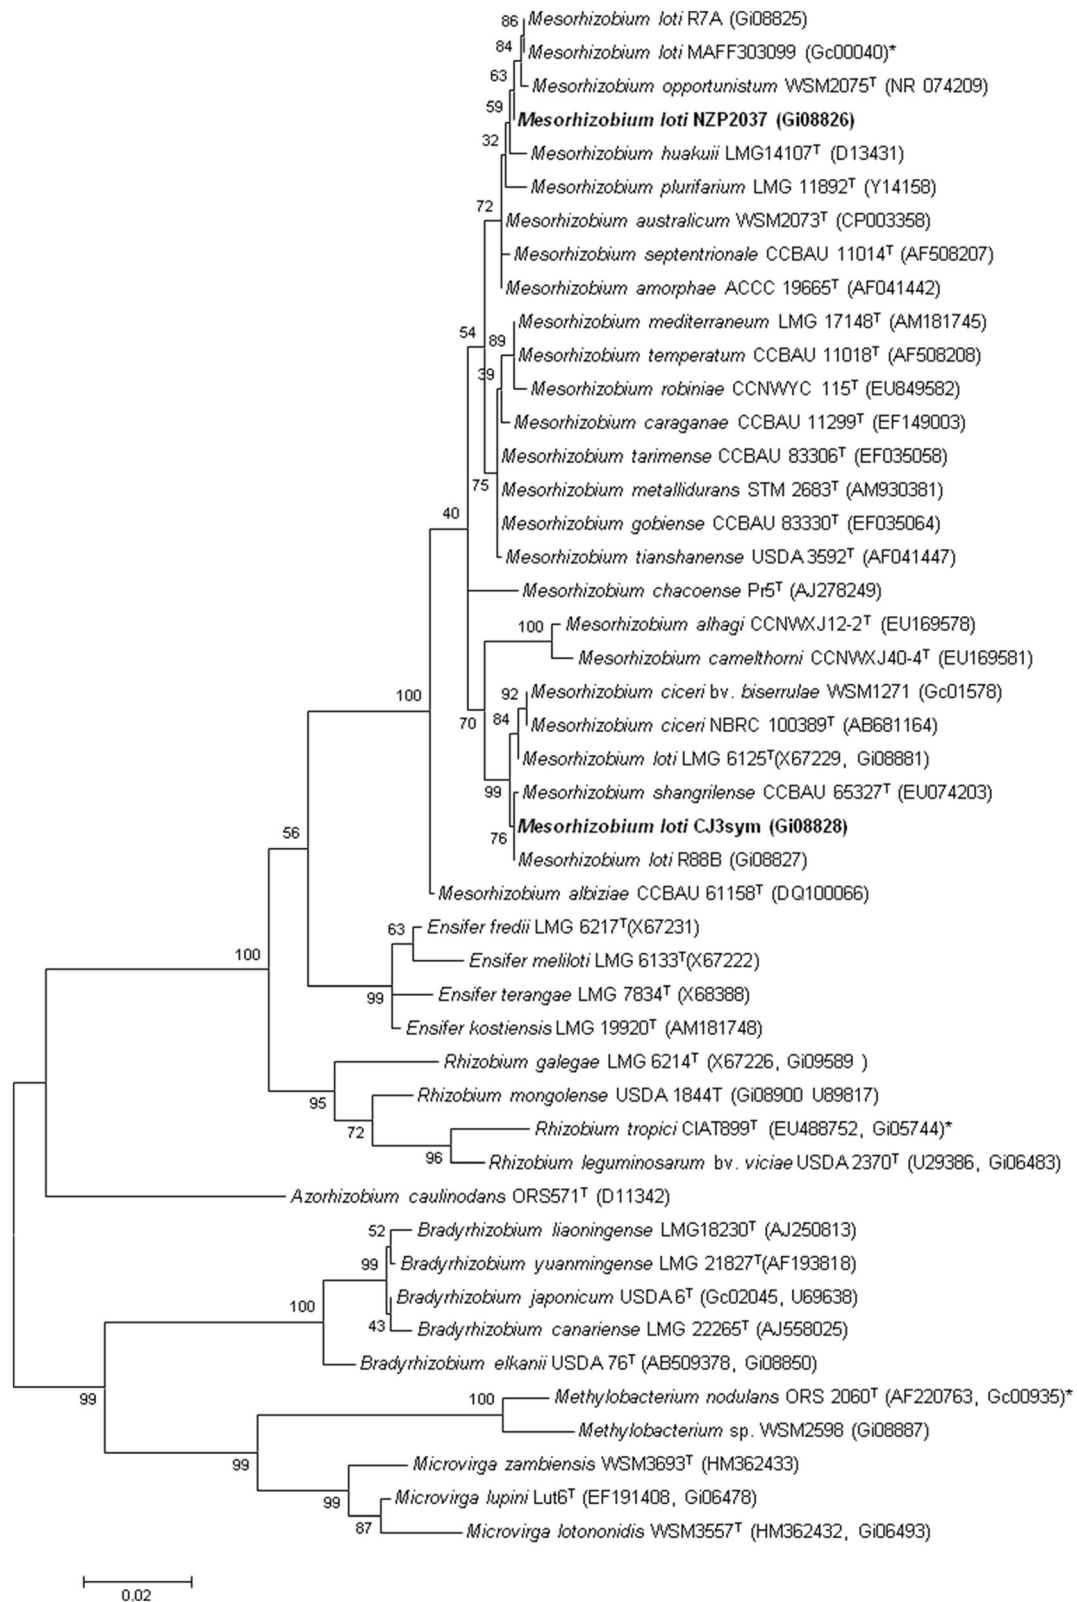 86 Mesorhizobium loti R7A (Gi08825)
84 Mesorhizobium loti MAFF303099 (Gc00040)*
63 Mesorhizobium opportunistum WSM2075ᵀ (NR 074209)
59 Mesorhizobium loti NZP2037 (Gi08826)
32 Mesorhizobium huakuii LMG14107ᵀ (D13431)
Mesorhizobium plurifarium LMG 11892ᵀ (Y14158)
72 Mesorhizobium australicum WSM2073ᵀ (CP003358)
Mesorhizobium septentrionale CCBAU 11014ᵀ (AF508207)
Mesorhizobium amorphae ACCC 19665ᵀ (AF041442)
Mesorhizobium mediterraneum LMG 17148ᵀ (AM181745)
54 89 Mesorhizobium temperatum CCBAU 11018ᵀ (AF508208)
39 Mesorhizobium robiniae CCNWYC 115ᵀ (EU849582)
Mesorhizobium caraganae CCBAU 11299ᵀ (EF149003)
Mesorhizobium tarimense CCBAU 83306ᵀ (EF035058)
75 Mesorhizobium metallidurans STM 2683ᵀ (AM930381)
40 Mesorhizobium gobiense CCBAU 83330ᵀ (EF035064)
Mesorhizobium tianshanense USDA 3592ᵀ (AF041447)
Mesorhizobium chacoense Pr5ᵀ (AJ278249)
100 Mesorhizobium alhagi CCNWXJ12-2ᵀ (EU169578)
Mesorhizobium camelthorni CCNWXJ40-4ᵀ (EU169581)
100 92 Mesorhizobium ciceri bv. biserrulae WSM1271 (Gc01578)
70 84 Mesorhizobium ciceri NBRC 100389ᵀ (AB681164)
Mesorhizobium loti LMG 6125ᵀ(X67229, Gi08881)
99 Mesorhizobium shangrilense CCBAU 65327ᵀ (EU074203)
56 76 Mesorhizobium loti CJ3sym (Gi08828)
Mesorhizobium loti R88B (Gi08827)
Mesorhizobium albiziae CCBAU 61158ᵀ (DQ100066)
63 Ensifer fredii LMG 6217ᵀ(X67231)
100 Ensifer meliloti LMG 6133ᵀ(X67222)
99 Ensifer terangae LMG 7834ᵀ (X68388)
Ensifer kostiensis LMG 19920ᵀ (AM181748)
Rhizobium galegae LMG 6214ᵀ (X67226, Gi09589 )
95 Rhizobium mongolense USDA 1844T (Gi08900 U89817)
72 Rhizobium tropici CIAT899ᵀ (EU488752, Gi05744)*
96 Rhizobium leguminosarum bv. viciae USDA 2370ᵀ (U29386, Gi06483)
Azorhizobium caulinodans ORS571ᵀ (D11342)
52 Bradyrhizobium liaoningense LMG18230ᵀ (AJ250813)
99 Bradyrhizobium yuanmingense LMG 21827ᵀ(AF193818)
100 Bradyrhizobium japonicum USDA 6ᵀ (Gc02045, U69638)
43 Bradyrhizobium canariense LMG 22265ᵀ (AJ558025)
Bradyrhizobium elkanii USDA 76ᵀ (AB509378, Gi08850)
99 100 Methylobacterium nodulans ORS 2060ᵀ (AF220763, Gc00935)*
Methylobacterium sp. WSM2598 (Gi08887)
99 Microvirga zambiensis WSM3693ᵀ (HM362433)
99 Microvirga lupini Lut6ᵀ (EF191408, Gi06478)
87 Microvirga lotononidis WSM3557ᵀ (HM362432, Gi06493)
0.02